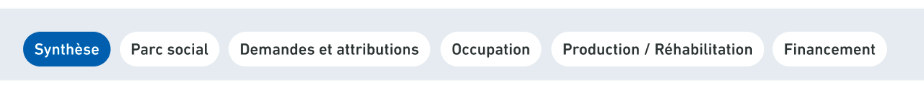 Synthèse Parc social Demandes et attributions Occupation Production / Réhabilitation Financement